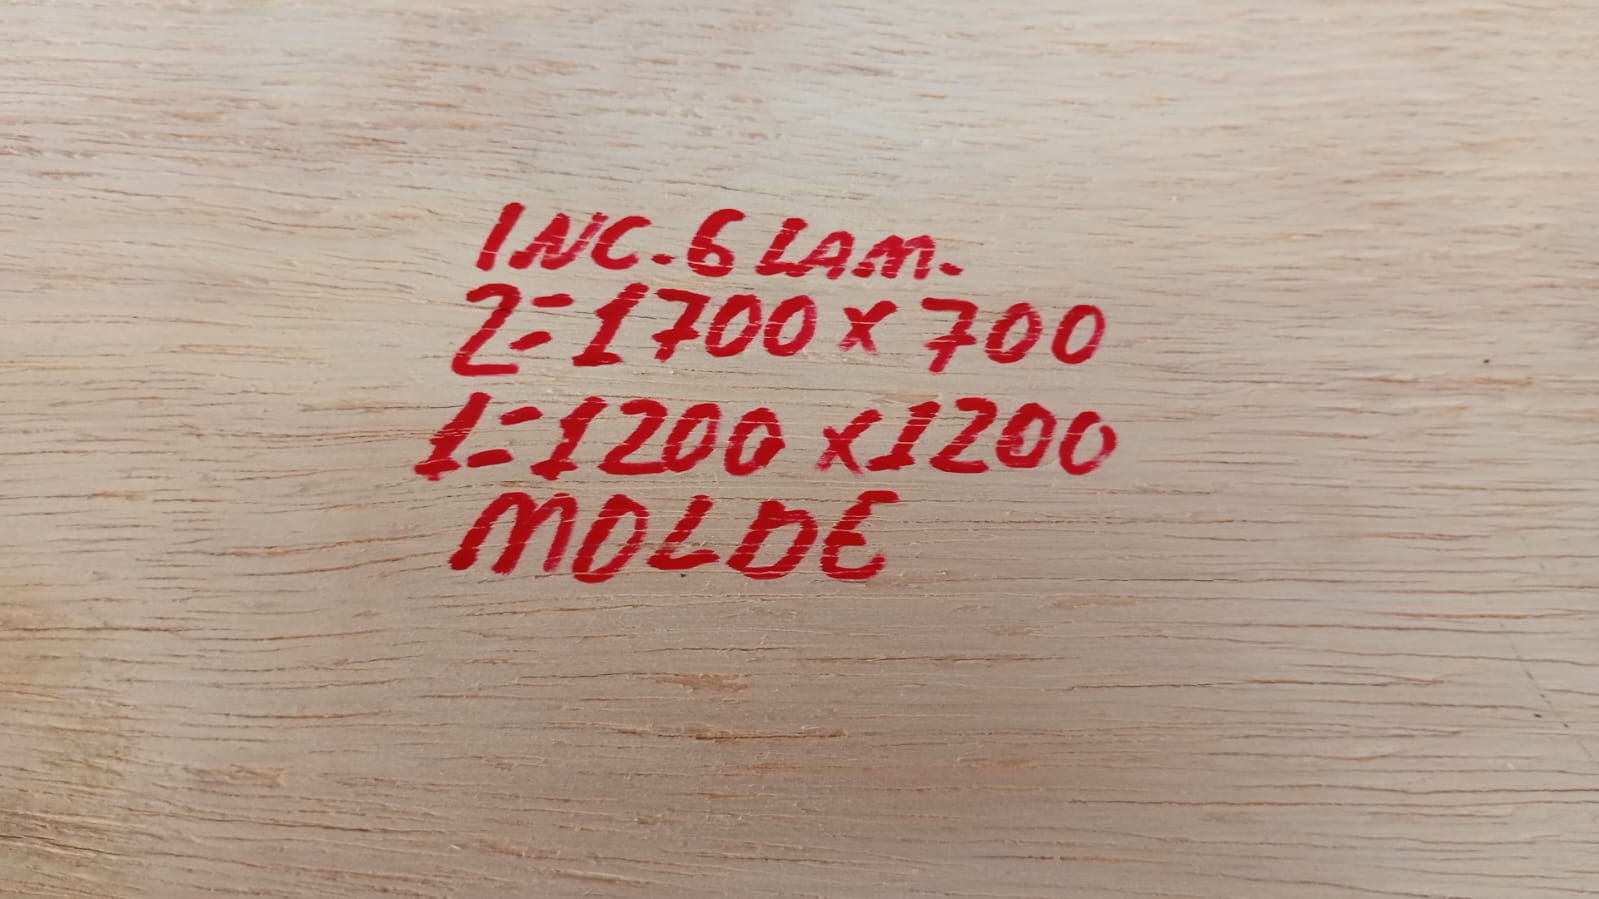 INC. 6 LAM.
2= 1700 x 700
1= 1200 x 1200
MOLDE